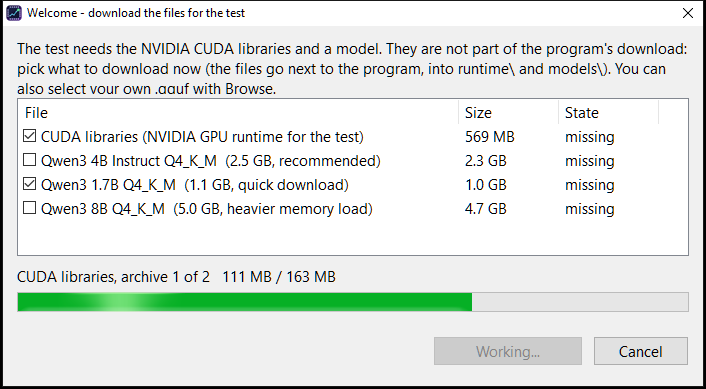 Welcome - download the files for the test
The test needs the NVIDIA CUDA libraries and a model. They are not part of the program's download:
pick what to download now (the files go next to the program, into runtime\ and models\). You can
also select your own .gguf with Browse.
File Size State
CUDA libraries (NVIDIA GPU runtime for the test) 569 MB missing
Qwen3 4B Instruct Q4_K_M (2.5 GB, recommended) 2.3 GB missing
Qwen3 1.7B Q4_K_M (1.1 GB, quick download) 1.0 GB missing
Qwen3 8B Q4_K_M (5.0 GB, heavier memory load) 4.7 GB missing
CUDA libraries, archive 1 of 2 111 MB / 163 MB
Working... Cancel